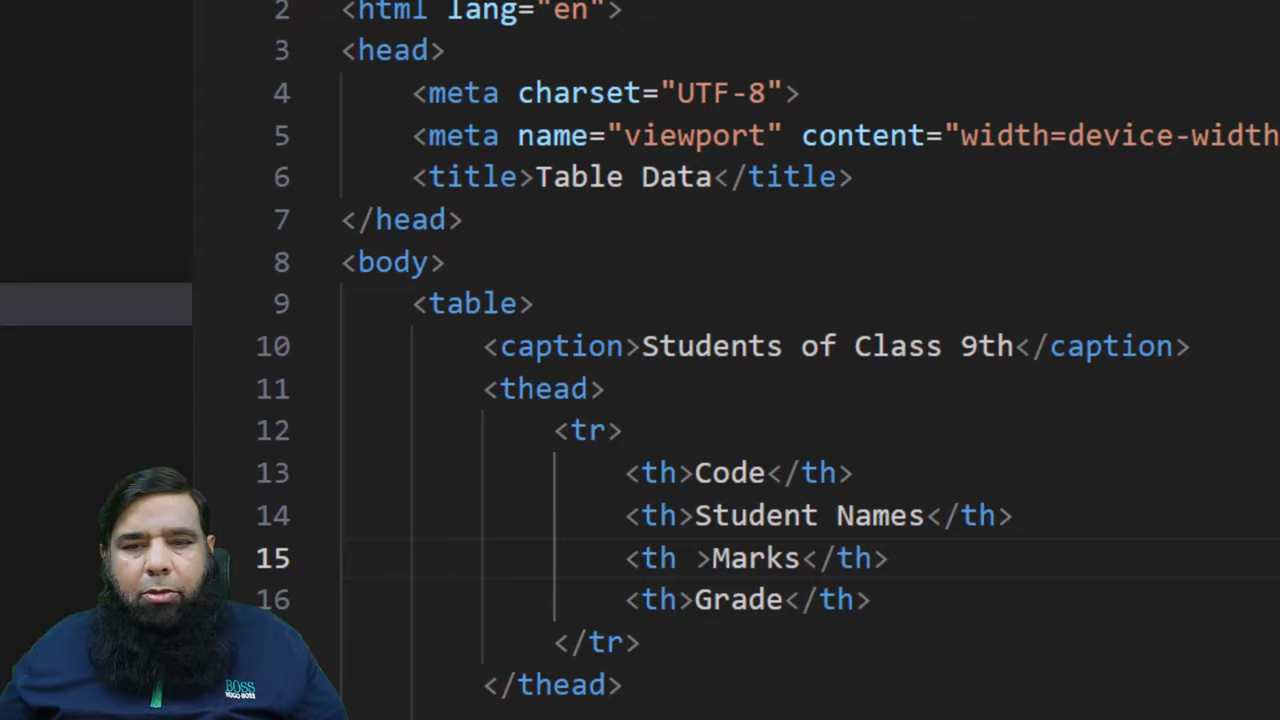 2 <html lang="en">
3 <head>
4 <meta charset="UTF-8">
5 <meta name="viewport" content="width=device-width
6 <title>Table Data</title>
7 </head>
8 <body>
9 <table>
10 <caption>Students of Class 9th</caption>
11 <thead>
12 <tr>
13 <th>Code</th>
14 <th>Student Names</th>
15 <th >Marks</th>
16 <th>Grade</th>
</tr>
</thead>
BOSS
HUGO BOSS